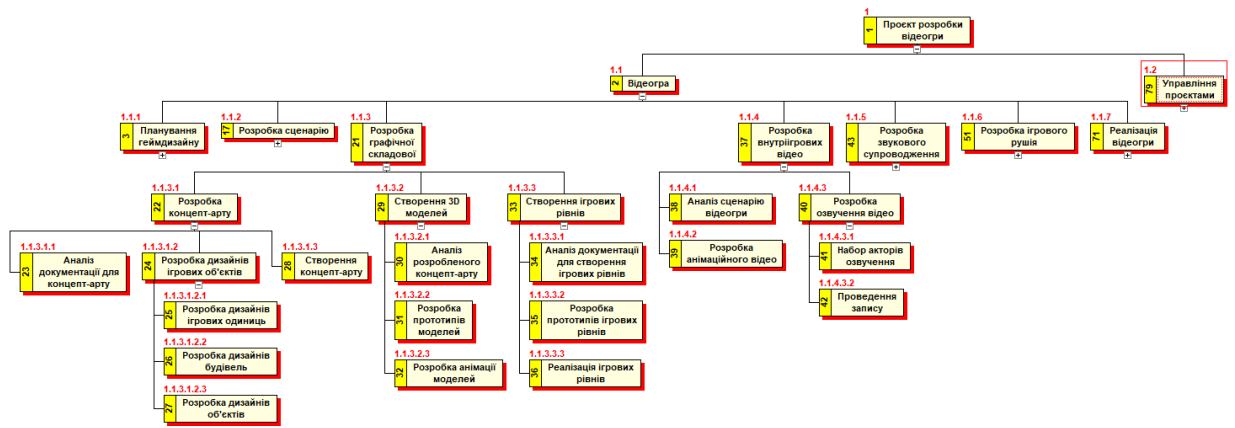 1
1
Проєкт розробки
відеогри
1.1
2
Відеогра
1.2
79
Управління
проєктами
1.1.1
3
Планування
геймдизайну
1.1.2
17
Розробка сценарію
1.1.3
21
Розробка
графічної
складової
1.1.4
37
Розробка
внутріігрових
відео
1.1.5
43
Розробка
звукового
супроводження
1.1.6
51
Розробка ігрового
рушія
1.1.7
71
Реалізація
відеогри
1.1.3.1
22
Розробка
концепт-арту
1.1.3.2
29
Створення 3D
моделей
1.1.3.3
33
Створення ігрових
рівнів
1.1.4.1
38
Аналіз сценарію
відеогри
1.1.4.3
40
Розробка
озвучення відео
1.1.3.1.1
23
Аналіз
документації для
концепт-арту
1.1.3.1.2
24
Розробка дизайнів
ігрових об'єктів
1.1.3.1.3
28
Створення
концепт-арту
1.1.3.2.1
30
Аналіз
розробленого
концепт-арту
1.1.3.3.1
34
Аналіз документації
для створення
ігрових рівнів
1.1.4.2
39
Розробка
анімаційного відео
1.1.4.3.1
41
Набор акторів
озвучення
1.1.3.1.2.1
25
Розробка дизайнів
ігрових одиниць
1.1.3.2.2
31
Розробка
прототипів
моделей
1.1.3.3.2
35
Розробка
прототипів ігрових
рівнів
1.1.4.3.2
42
Проведення
запису
1.1.3.1.2.2
26
Розробка дизайнів
будівель
1.1.3.2.3
32
Розробка анімації
моделей
1.1.3.3.3
36
Реалізація ігрових
рівнів
1.1.3.1.2.3
27
Розробка дизайнів
об'єктів